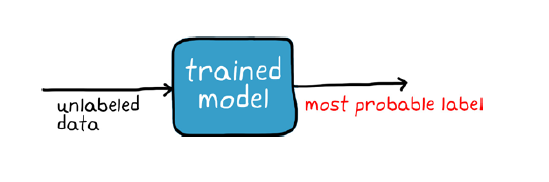 unlabeled
data
trained
model
most probable label